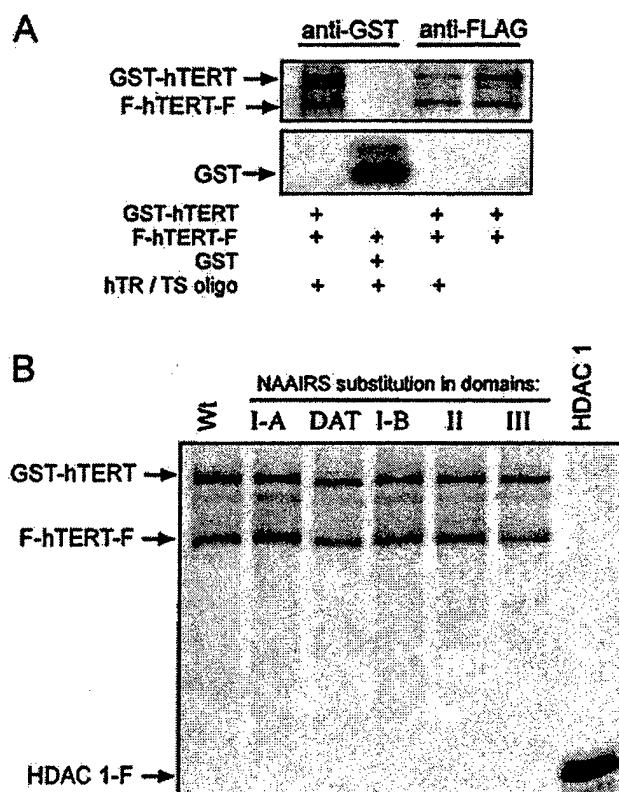 A
anti-GST anti-FLAG
GST-hTERT
F-hTERT-F
GST
GST-hTERT + + +
F-hTERT-F + + + +
GST +
hTR / TS oligo + + +
B
NAAIRS substitution in domains:
Wt I-A DAT I-B II III HDAC 1
GST-hTERT
F-hTERT-F
HDAC 1-F